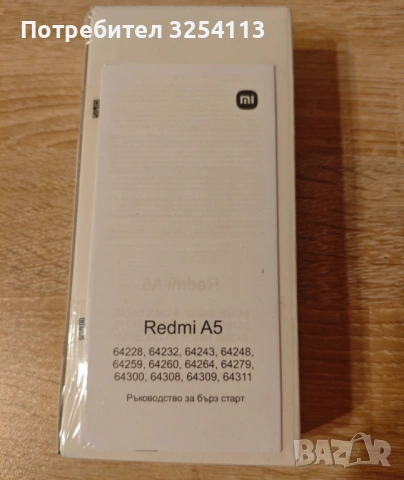 Потребител 3254113
mi
Redmi A5
64228, 64232, 64243, 64248,
64259, 64260, 64264, 64279,
64300, 64308, 64309, 64311
Ръководство за бърз старт
BAZAR